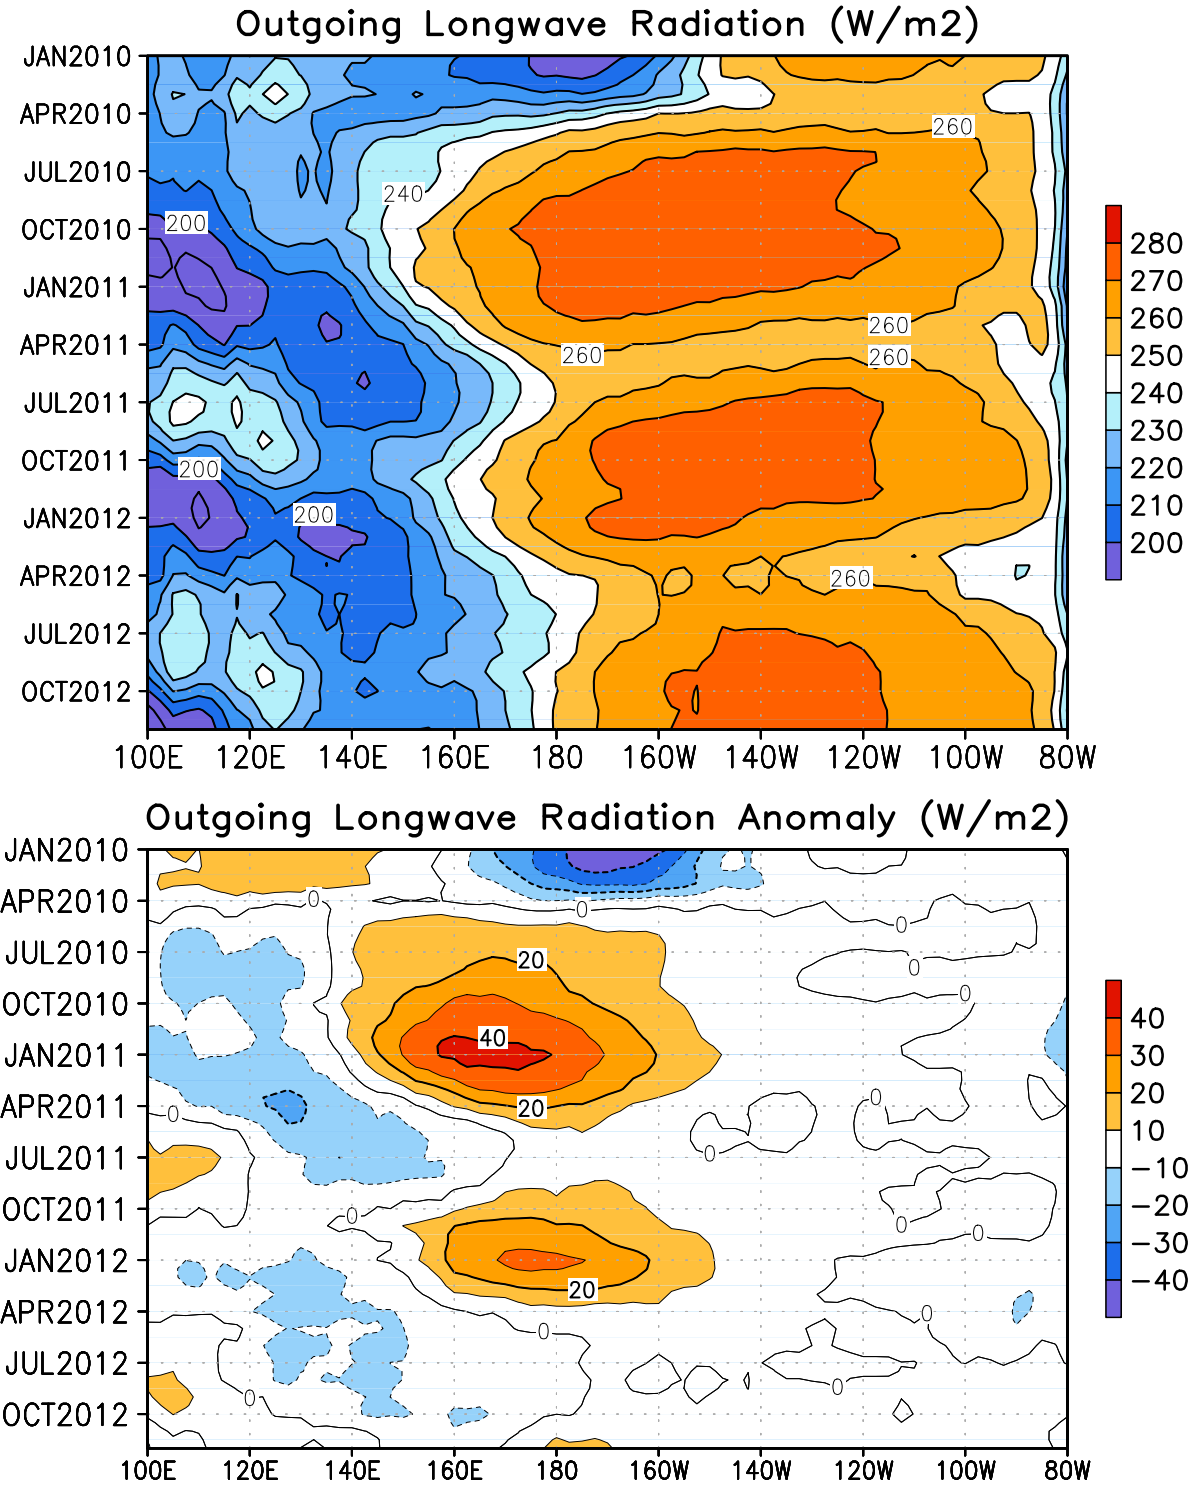 Outgoing Longwave Radiation (W/m2)
JAN2010
APR2010
JUL2010
OCT2010
JAN2011
APR2011
JUL2011
OCT2011
JAN2012
APR2012
JUL2012
OCT2012
260
240
200
260
260
260
200
200
260
280
270
260
250
240
230
220
210
200
100E 120E 140E 160E 180 160W 140W 120W 100W 80W
Outgoing Longwave Radiation Anomaly (W/m2)
JAN2010
APR2010
JUL2010
OCT2010
JAN2011
APR2011
JUL2011
OCT2011
JAN2012
APR2012
JUL2012
OCT2012
0
0
0
20
0
0
40
0
20
0
0
0
0
0
20
0
0
0
0
40
30
20
10
−10
−20
−30
−40
100E 120E 140E 160E 180 160W 140W 120W 100W 80W